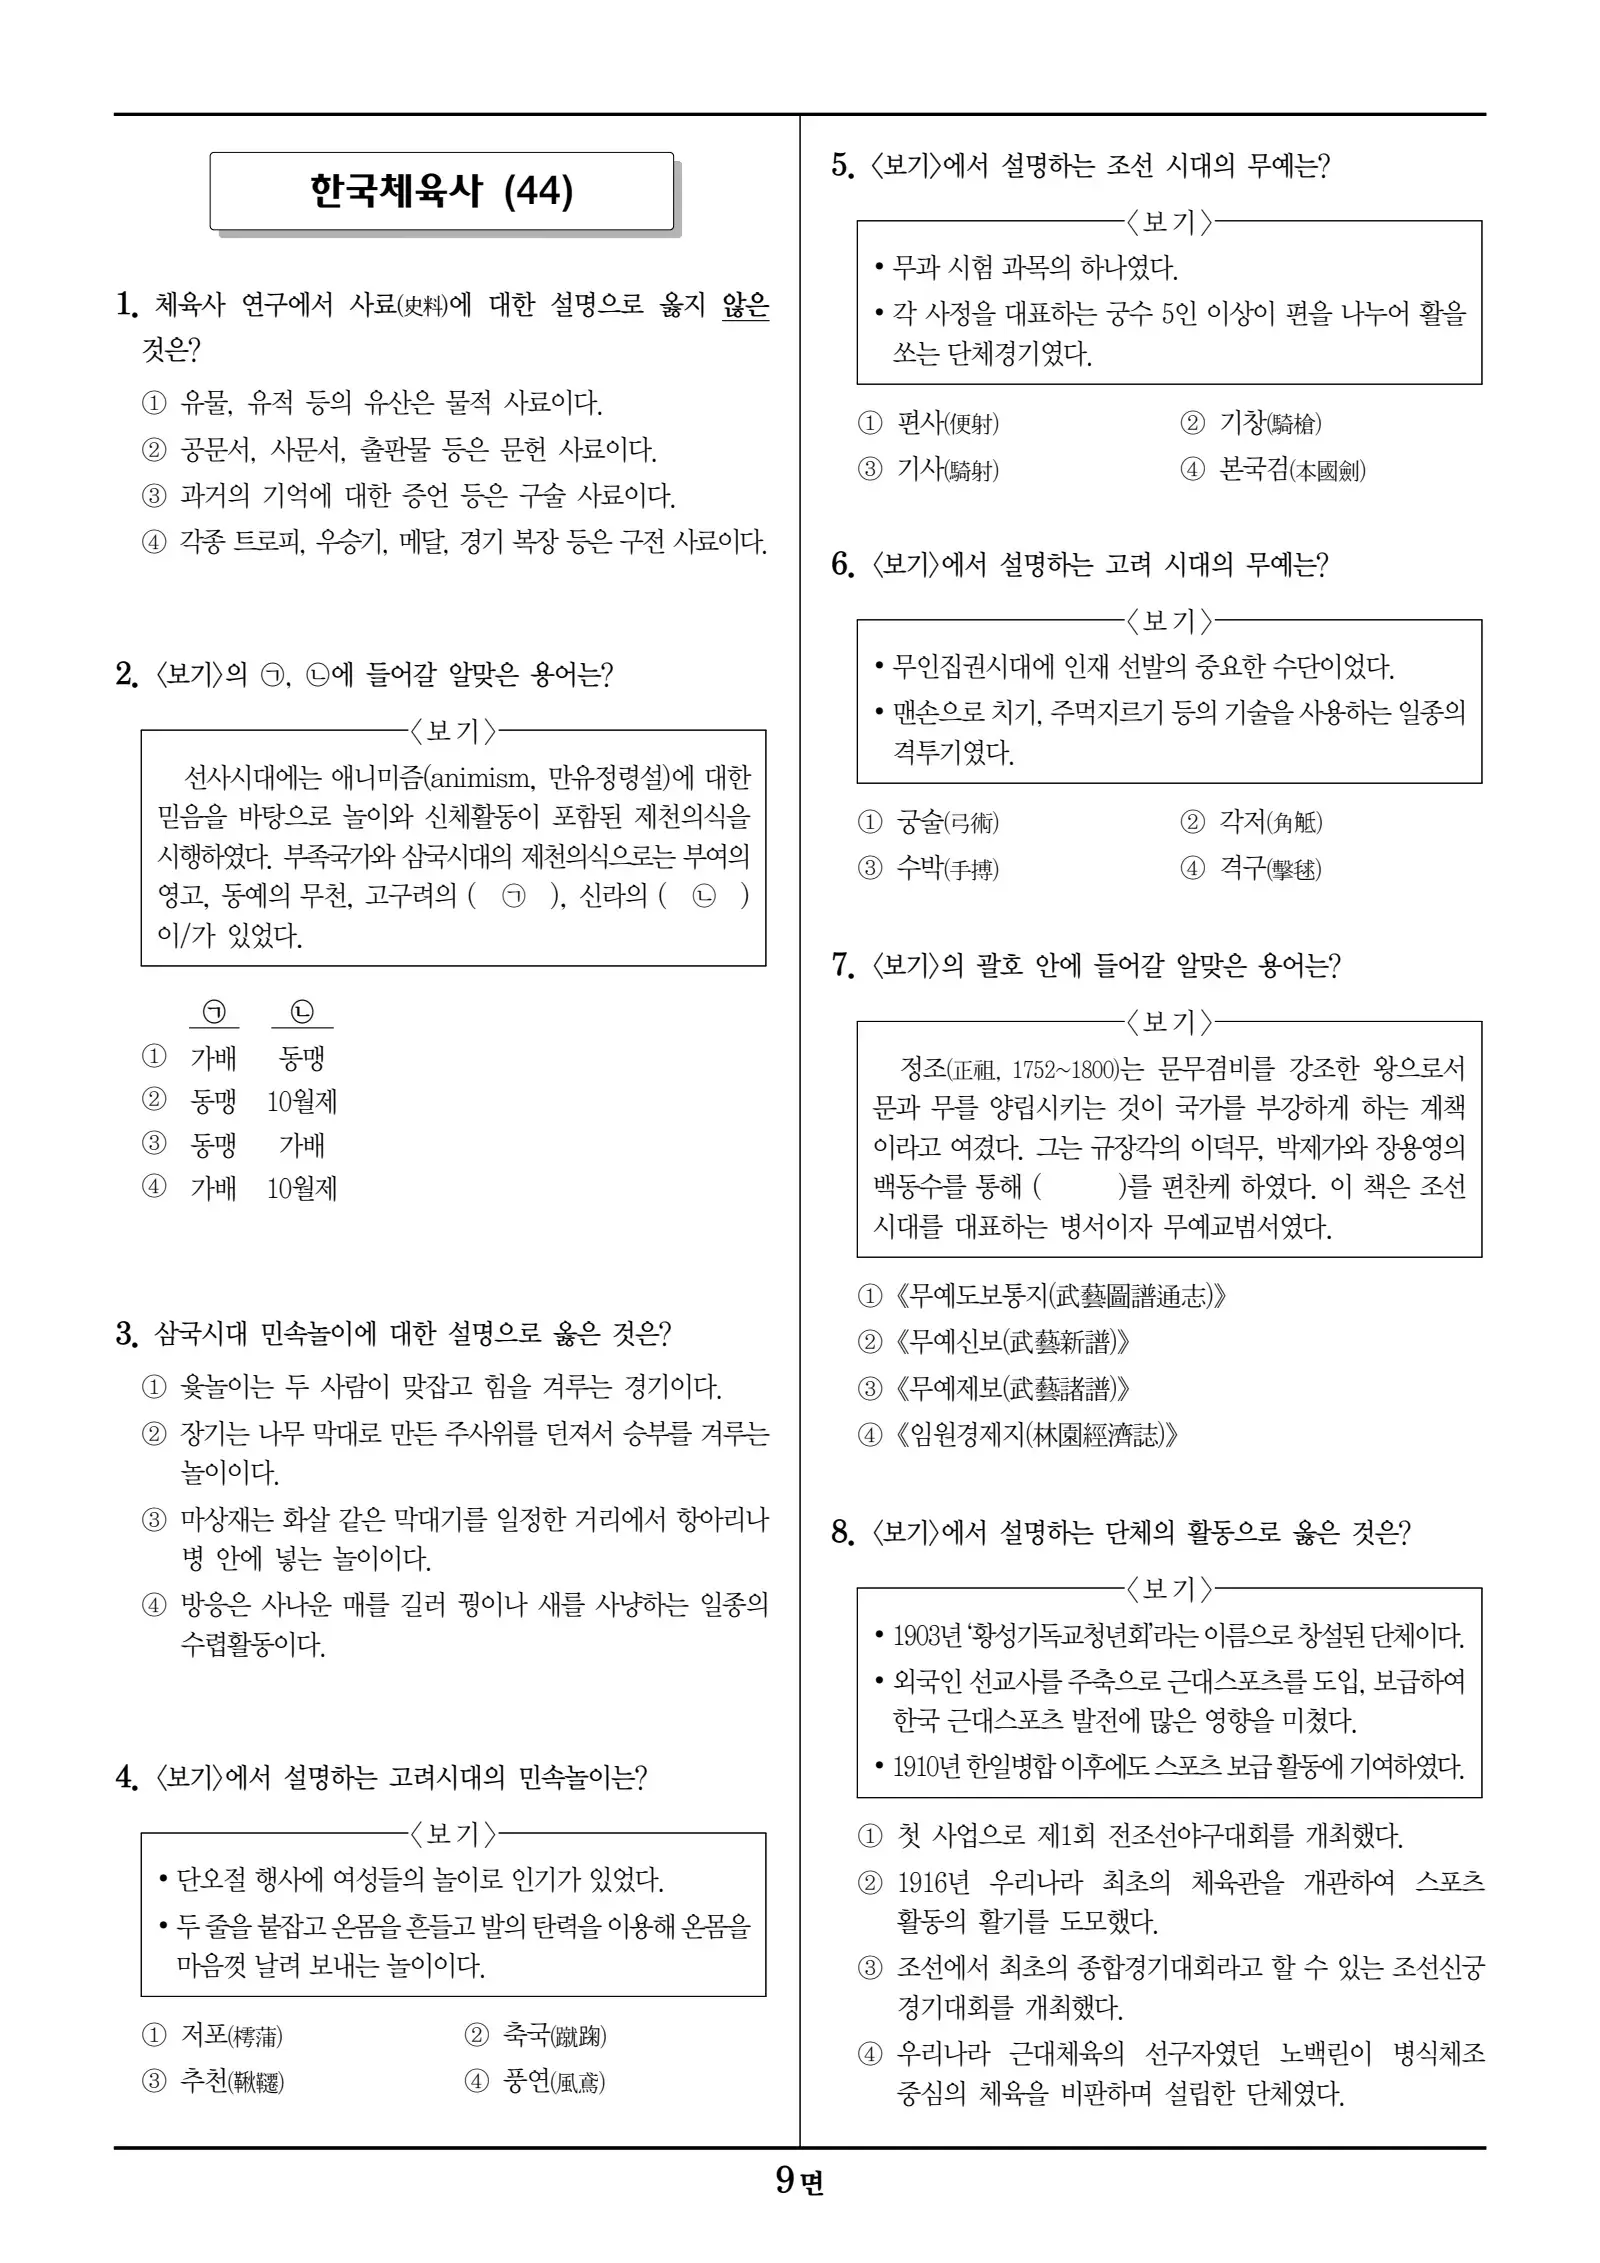 한국체육사 (44)
1. 체육사 연구에서 사료(史料)에 대한 설명으로 옳지 않은
것은?
① 유물, 유적 등의 유산은 물적 사료이다.
② 공문서, 사문서, 출판물 등은 문헌 사료이다.
③ 과거의 기억에 대한 증언 등은 구술 사료이다.
④ 각종 트로피, 우승기, 메달, 경기 복장 등은 구전 사료이다.
2. 〈보기〉의 ㉠, ㉡에 들어갈 알맞은 용어는?
〈보기〉
선사시대에는 애니미즘(animism, 만유정령설)에 대한
믿음을 바탕으로 놀이와 신체활동이 포함된 제천의식을
시행하였다. 부족국가와 삼국시대의 제천의식으로는 부여의
영고, 동예의 무천, 고구려의 ( ㉠ ), 신라의 ( ㉡ )
이/가 있었다.
㉠ ㉡
① 가배 동맹
② 동맹 10월제
③ 동맹 가배
④ 가배 10월제
3. 삼국시대 민속놀이에 대한 설명으로 옳은 것은?
① 윷놀이는 두 사람이 맞잡고 힘을 겨루는 경기이다.
② 장기는 나무 막대로 만든 주사위를 던져서 승부를 겨루는
놀이이다.
③ 마상재는 화살 같은 막대기를 일정한 거리에서 항아리나
병 안에 넣는 놀이이다.
④ 방응은 사나운 매를 길러 꿩이나 새를 사냥하는 일종의
수렵활동이다.
4. 〈보기〉에서 설명하는 고려시대의 민속놀이는?
〈보기〉
• 단오절 행사에 여성들의 놀이로 인기가 있었다.
• 두 줄을 붙잡고 온몸을 흔들고 발의 탄력을 이용해 온몸을
마음껏 날려 보내는 놀이이다.
① 저포(樗蒲) ② 축국(蹴鞠)
③ 추천(鞦韆) ④ 풍연(風鳶)
5. 〈보기〉에서 설명하는 조선 시대의 무예는?
〈보기〉
• 무과 시험 과목의 하나였다.
• 각 사정을 대표하는 궁수 5인 이상이 편을 나누어 활을
쏘는 단체경기였다.
① 편사(便射) ② 기창(騎槍)
③ 기사(騎射) ④ 본국검(本國劍)
6. 〈보기〉에서 설명하는 고려 시대의 무예는?
〈보기〉
• 무인집권시대에 인재 선발의 중요한 수단이었다.
• 맨손으로 치기, 주먹지르기 등의 기술을 사용하는 일종의
격투기였다.
① 궁술(弓術) ② 각저(角觝)
③ 수박(手搏) ④ 격구(擊毬)
7. 〈보기〉의 괄호 안에 들어갈 알맞은 용어는?
〈보기〉
정조(正祖, 1752~1800)는 문무겸비를 강조한 왕으로서
문과 무를 양립시키는 것이 국가를 부강하게 하는 계책
이라고 여겼다. 그는 규장각의 이덕무, 박제가와 장용영의
백동수를 통해 ( )를 편찬케 하였다. 이 책은 조선
시대를 대표하는 병서이자 무예교범서였다.
① 《무예도보통지(武藝圖譜通志)》
② 《무예신보(武藝新譜)》
③ 《무예제보(武藝諸譜)》
④ 《임원경제지(林園經濟誌)》
8. 〈보기〉에서 설명하는 단체의 활동으로 옳은 것은?
〈보기〉
• 1903년 ‘황성기독교청년회’라는 이름으로 창설된 단체이다.
• 외국인 선교사를 주축으로 근대스포츠를 도입, 보급하여
한국 근대스포츠 발전에 많은 영향을 미쳤다.
• 1910년 한일병합 이후에도 스포츠 보급 활동에 기여하였다.
① 첫 사업으로 제1회 전조선야구대회를 개최했다.
② 1916년 우리나라 최초의 체육관을 개관하여 스포츠
활동의 활기를 도모했다.
③ 조선에서 최초의 종합경기대회라고 할 수 있는 조선신궁
경기대회를 개최했다.
④ 우리나라 근대체육의 선구자였던 노백린이 병식체조
중심의 체육을 비판하며 설립한 단체였다.
9면